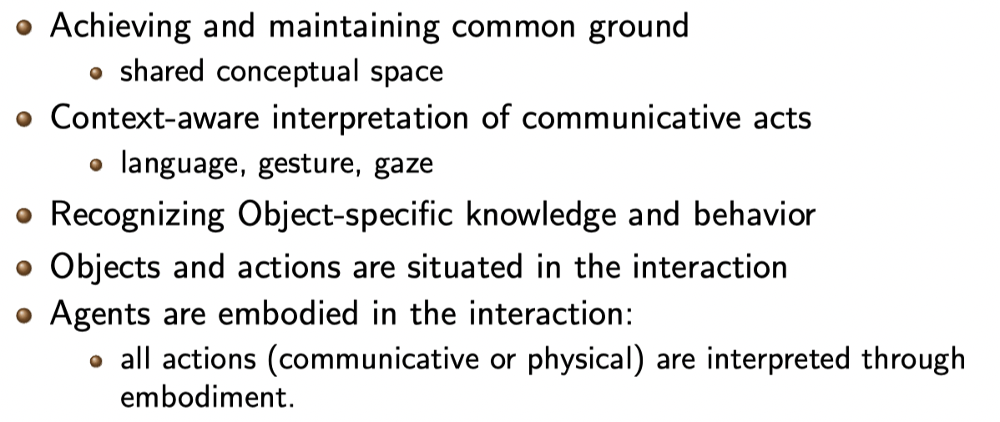 Achieving and maintaining common ground
shared conceptual space
Context-aware interpretation of communicative acts
language, gesture, gaze
Recognizing Object-specific knowledge and behavior
Objects and actions are situated in the interaction
Agents are embodied in the interaction:
all actions (communicative or physical) are interpreted through
embodiment.